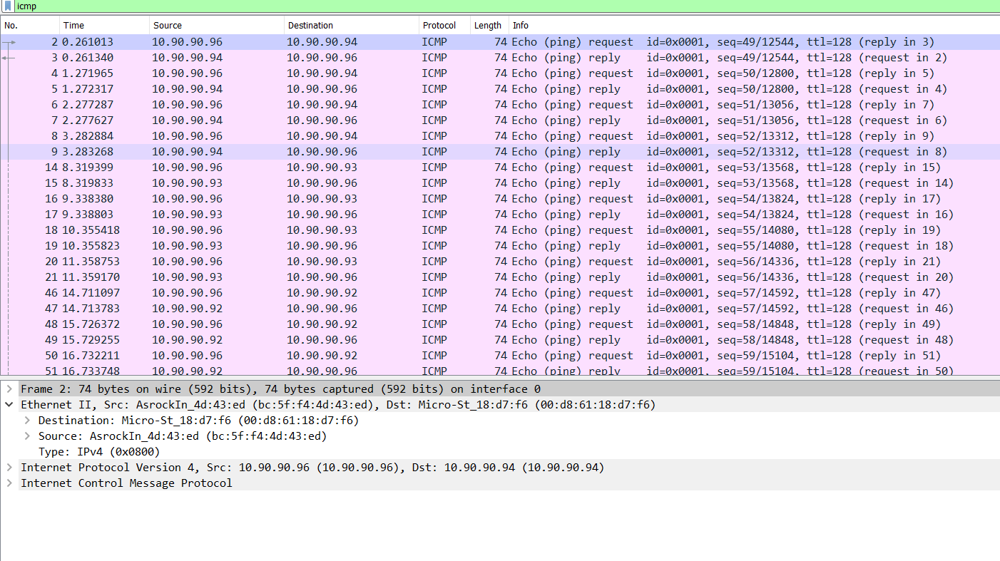 icmp
No. Time Source Destination Protocol Length Info
2 0.261013 10.90.90.96 10.90.90.94 ICMP 74 Echo (ping) request id=0x0001, seq=49/12544, ttl=128 (reply in 3)
3 0.261340 10.90.90.94 10.90.90.96 ICMP 74 Echo (ping) reply id=0x0001, seq=49/12544, ttl=128 (request in 2)
4 1.271965 10.90.90.96 10.90.90.94 ICMP 74 Echo (ping) request id=0x0001, seq=50/12800, ttl=128 (reply in 5)
5 1.272317 10.90.90.94 10.90.90.96 ICMP 74 Echo (ping) reply id=0x0001, seq=50/12800, ttl=128 (request in 4)
6 2.277287 10.90.90.96 10.90.90.94 ICMP 74 Echo (ping) request id=0x0001, seq=51/13056, ttl=128 (reply in 7)
7 2.277627 10.90.90.94 10.90.90.96 ICMP 74 Echo (ping) reply id=0x0001, seq=51/13056, ttl=128 (request in 6)
8 3.282884 10.90.90.96 10.90.90.94 ICMP 74 Echo (ping) request id=0x0001, seq=52/13312, ttl=128 (reply in 9)
9 3.283268 10.90.90.94 10.90.90.96 ICMP 74 Echo (ping) reply id=0x0001, seq=52/13312, ttl=128 (request in 8)
14 8.319399 10.90.90.96 10.90.90.93 ICMP 74 Echo (ping) request id=0x0001, seq=53/13568, ttl=128 (reply in 15)
15 8.319833 10.90.90.93 10.90.90.96 ICMP 74 Echo (ping) reply id=0x0001, seq=53/13568, ttl=128 (request in 14)
16 9.338380 10.90.90.96 10.90.90.93 ICMP 74 Echo (ping) request id=0x0001, seq=54/13824, ttl=128 (reply in 17)
17 9.338803 10.90.90.93 10.90.90.96 ICMP 74 Echo (ping) reply id=0x0001, seq=54/13824, ttl=128 (request in 16)
18 10.355418 10.90.90.96 10.90.90.93 ICMP 74 Echo (ping) request id=0x0001, seq=55/14080, ttl=128 (reply in 19)
19 10.355823 10.90.90.93 10.90.90.96 ICMP 74 Echo (ping) reply id=0x0001, seq=55/14080, ttl=128 (request in 18)
20 11.358753 10.90.90.96 10.90.90.93 ICMP 74 Echo (ping) request id=0x0001, seq=56/14336, ttl=128 (reply in 21)
21 11.359170 10.90.90.93 10.90.90.96 ICMP 74 Echo (ping) reply id=0x0001, seq=56/14336, ttl=128 (request in 20)
46 14.711097 10.90.90.96 10.90.90.92 ICMP 74 Echo (ping) request id=0x0001, seq=57/14592, ttl=128 (reply in 47)
47 14.713783 10.90.90.92 10.90.90.96 ICMP 74 Echo (ping) reply id=0x0001, seq=57/14592, ttl=128 (request in 46)
48 15.726372 10.90.90.96 10.90.90.92 ICMP 74 Echo (ping) request id=0x0001, seq=58/14848, ttl=128 (reply in 49)
49 15.729255 10.90.90.92 10.90.90.96 ICMP 74 Echo (ping) reply id=0x0001, seq=58/14848, ttl=128 (request in 48)
50 16.732211 10.90.90.96 10.90.90.92 ICMP 74 Echo (ping) request id=0x0001, seq=59/15104, ttl=128 (reply in 51)
51 16.733748 10.90.90.92 10.90.90.96 ICMP 74 Echo (ping) reply id=0x0001, seq=59/15104, ttl=128 (request in 50)
Frame 2: 74 bytes on wire (592 bits), 74 bytes captured (592 bits) on interface 0
Ethernet II, Src: AsrockIn_4d:43:ed (bc:5f:f4:4d:43:ed), Dst: Micro-St_18:d7:f6 (00:d8:61:18:d7:f6)
Destination: Micro-St_18:d7:f6 (00:d8:61:18:d7:f6)
Source: AsrockIn_4d:43:ed (bc:5f:f4:4d:43:ed)
Type: IPv4 (0x0800)
Internet Protocol Version 4, Src: 10.90.90.96 (10.90.90.96), Dst: 10.90.90.94 (10.90.90.94)
Internet Control Message Protocol